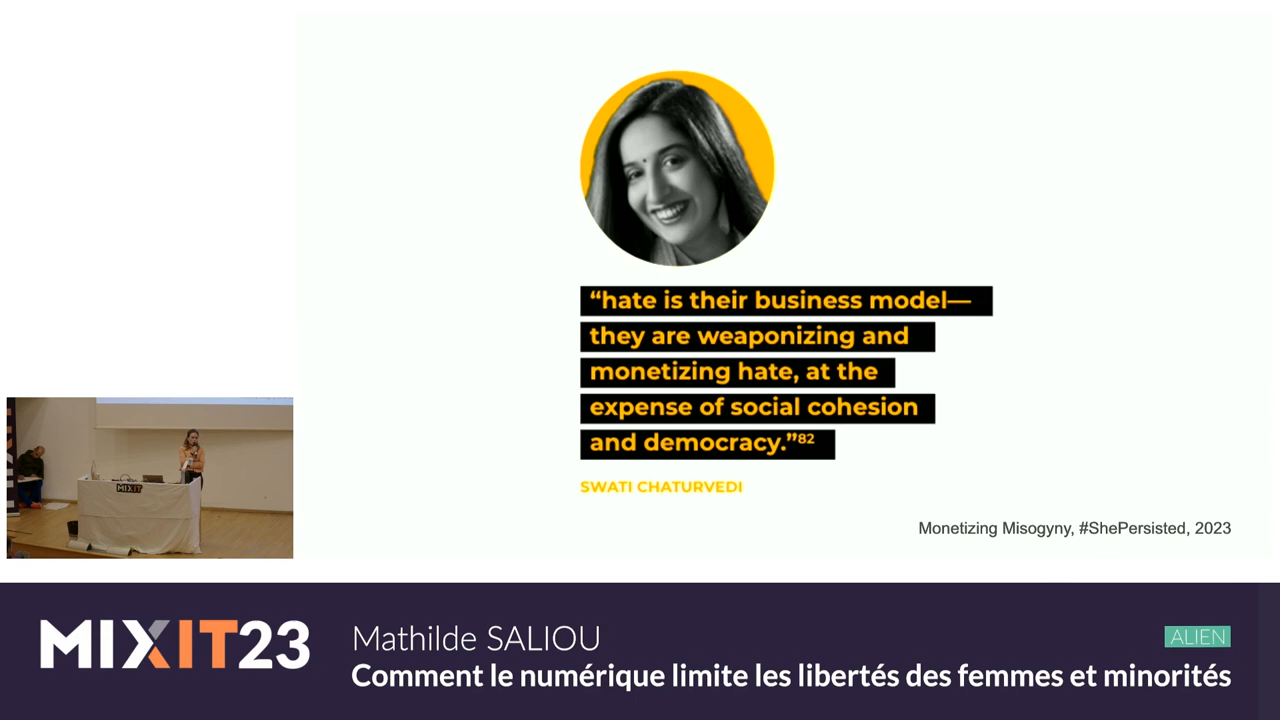 “hate is their business model—
they are weaponizing and
monetizing hate, at the
expense of social cohesion
and democracy.”82
SWATI CHATURVEDI
Monetizing Misogyny, #ShePersisted, 2023
MIXIT
MIXIT23
Mathilde SALIOU
ALIEN
Comment le numérique limite les libertés des femmes et minorités